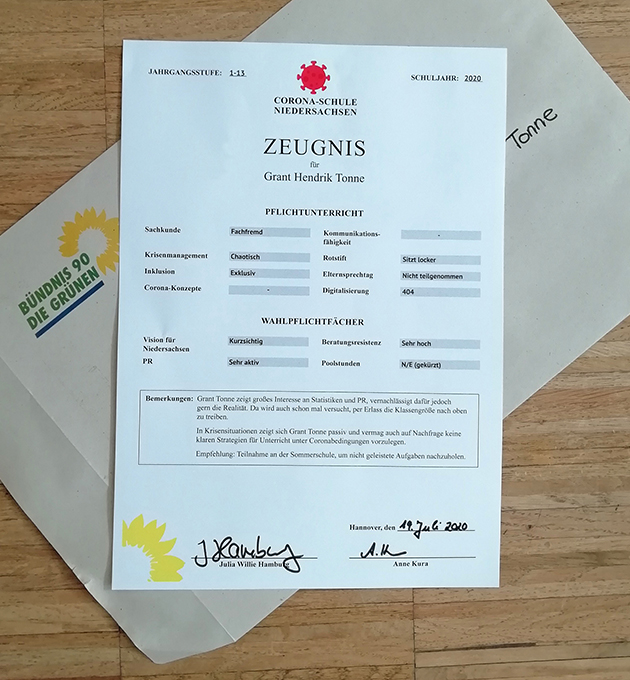 JAHRGANGSSTUFE: 1-13
SCHULJAHR: 2020
CORONA-SCHULE
NIEDERSACHSEN
ZEUGNIS
für
Grant Hendrik Tonne
PFLICHTUNTERRICHT
Sachkunde Fachfremd
Kommunikations-
fähigkeit -
Krisenmanagement Chaotisch
Rotstift Sitzt locker
Inklusion Exklusiv
Elternsprechtag Nicht teilgenommen
Corona-Konzepte -
Digitalisierung 404
WAHLPFLICHTFÄCHER
Vision für
Niedersachsen Kurzsichtig
Beratungsresistenz Sehr hoch
PR Sehr aktiv
Poolstunden N/E (gekürzt)
Bemerkungen: Grant Tonne zeigt großes Interesse an Statistiken und PR, vernachlässigt dafür jedoch
gern die Realität. Da wird auch schon mal versucht, per Erlass die Klassengröße nach oben
zu treiben.
In Krisensituationen zeigt sich Grant Tonne passiv und vermag auch auf Nachfrage keine
klaren Strategien für Unterricht unter Coronabedingungen vorzulegen.
Empfehlung: Teilnahme an der Sommerschule, um nicht geleistete Aufgaben nachzuholen.
Hannover, den 19. Juli 2020
J Hamburg
A. K
Julia Willie Hamburg
Anne Kura
Tonne
BÜNDNIS 90
DIE GRÜNEN